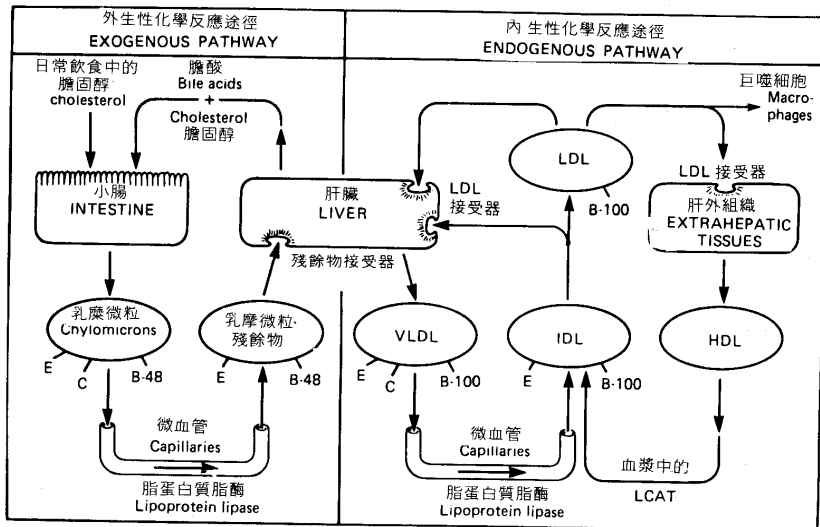 外生性化學反應途徑
EXOGENOUS PATHWAY
內生性化學反應途徑
ENDOGENOUS PATHWAY
日常飲食中的
膽固醇
cholesterol
膽酸
Bile acids
+
Cholesterol
膽固醇
小腸
INTESTINE
肝臟
LIVER
LDL
接受器
殘餘物接受器
LDL
B-100
巨噬細胞
Macro-
phages
LDL 接受器
肝外組織
EXTRAHEPATIC
TISSUES
乳糜微粒
Chylomicrons
E
C
B-48
乳摩微粒·
殘餘物
E
B-48
VLDL
E
C
B-100
IDL
E
B-100
HDL
微血管
Capillaries
脂蛋白質脂酶
Lipoprotein lipase
微血管
Capillaries
脂蛋白質脂酶
Lipoprotein lipase
血漿中的
LCAT